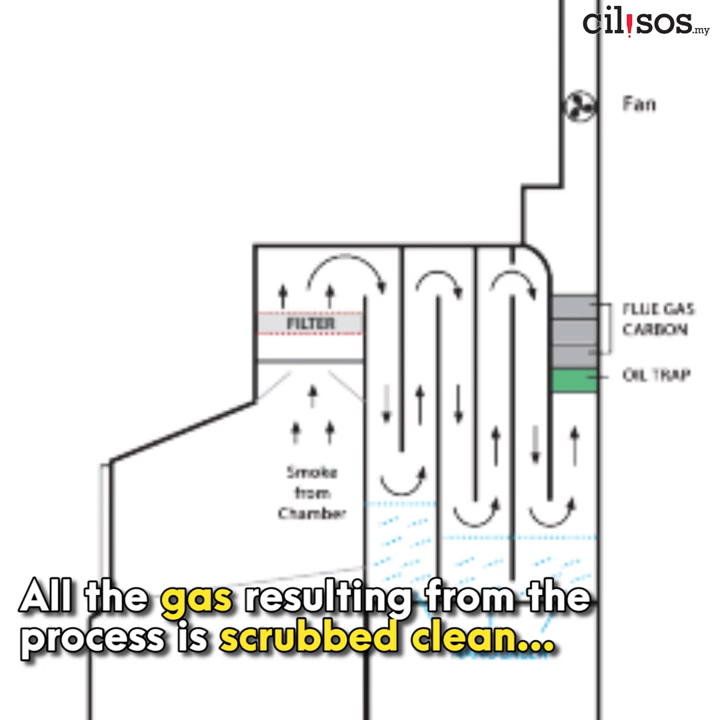 cilisos.my
Fan
FILTER
FLUE GAS
CARBON
OIL TRAP
Smoke
from
Chamber
All the gas resulting from the
process is scrubbed clean...